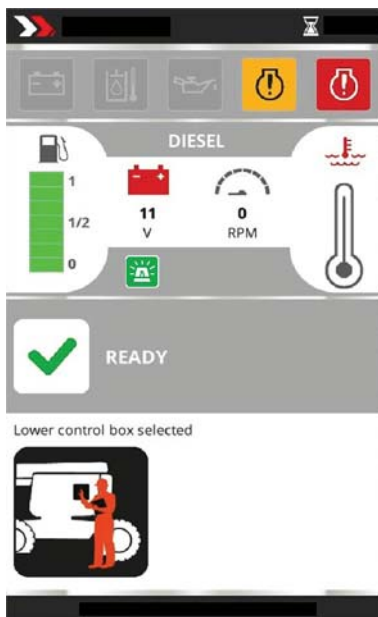 DIESEL
1
1/2
0
11
V
0
RPM
READY
Lower control box selected